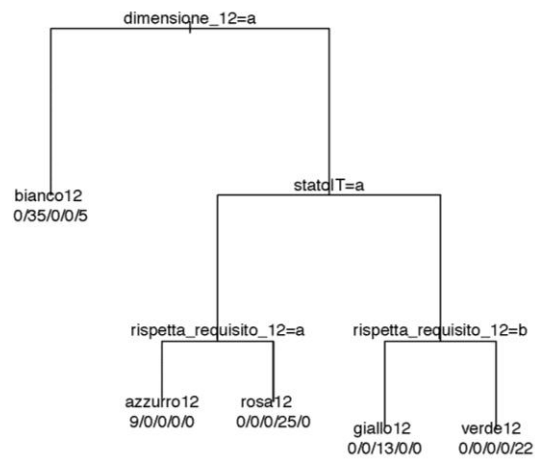 dimensione_12=a
statoIT=a
bianco12
0/35/0/0/5
rispetta_requisito_12=a
rispetta_requisito_12=b
azzurro12
9/0/0/0/0
rosa12
0/0/0/25/0
giallo12
0/0/13/0/0
verde12
0/0/0/0/22